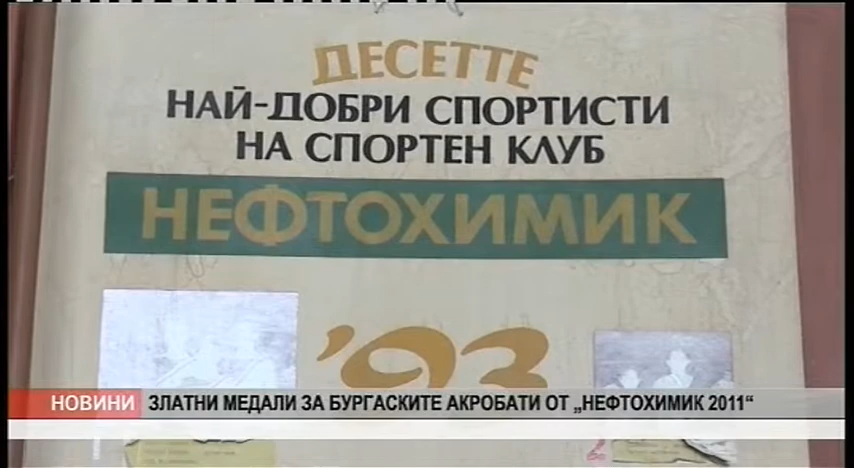 ДЕСЕТТЕ
НАЙ-ДОБРИ СПОРТИСТИ
НА СПОРТЕН КЛУБ
НЕФТОХИМИК
'93
НОВИНИ ЗЛАТНИ МЕДАЛИ ЗА БУРГАСКИТЕ АКРОБАТИ ОТ „НЕФТОХИМИК 2011“